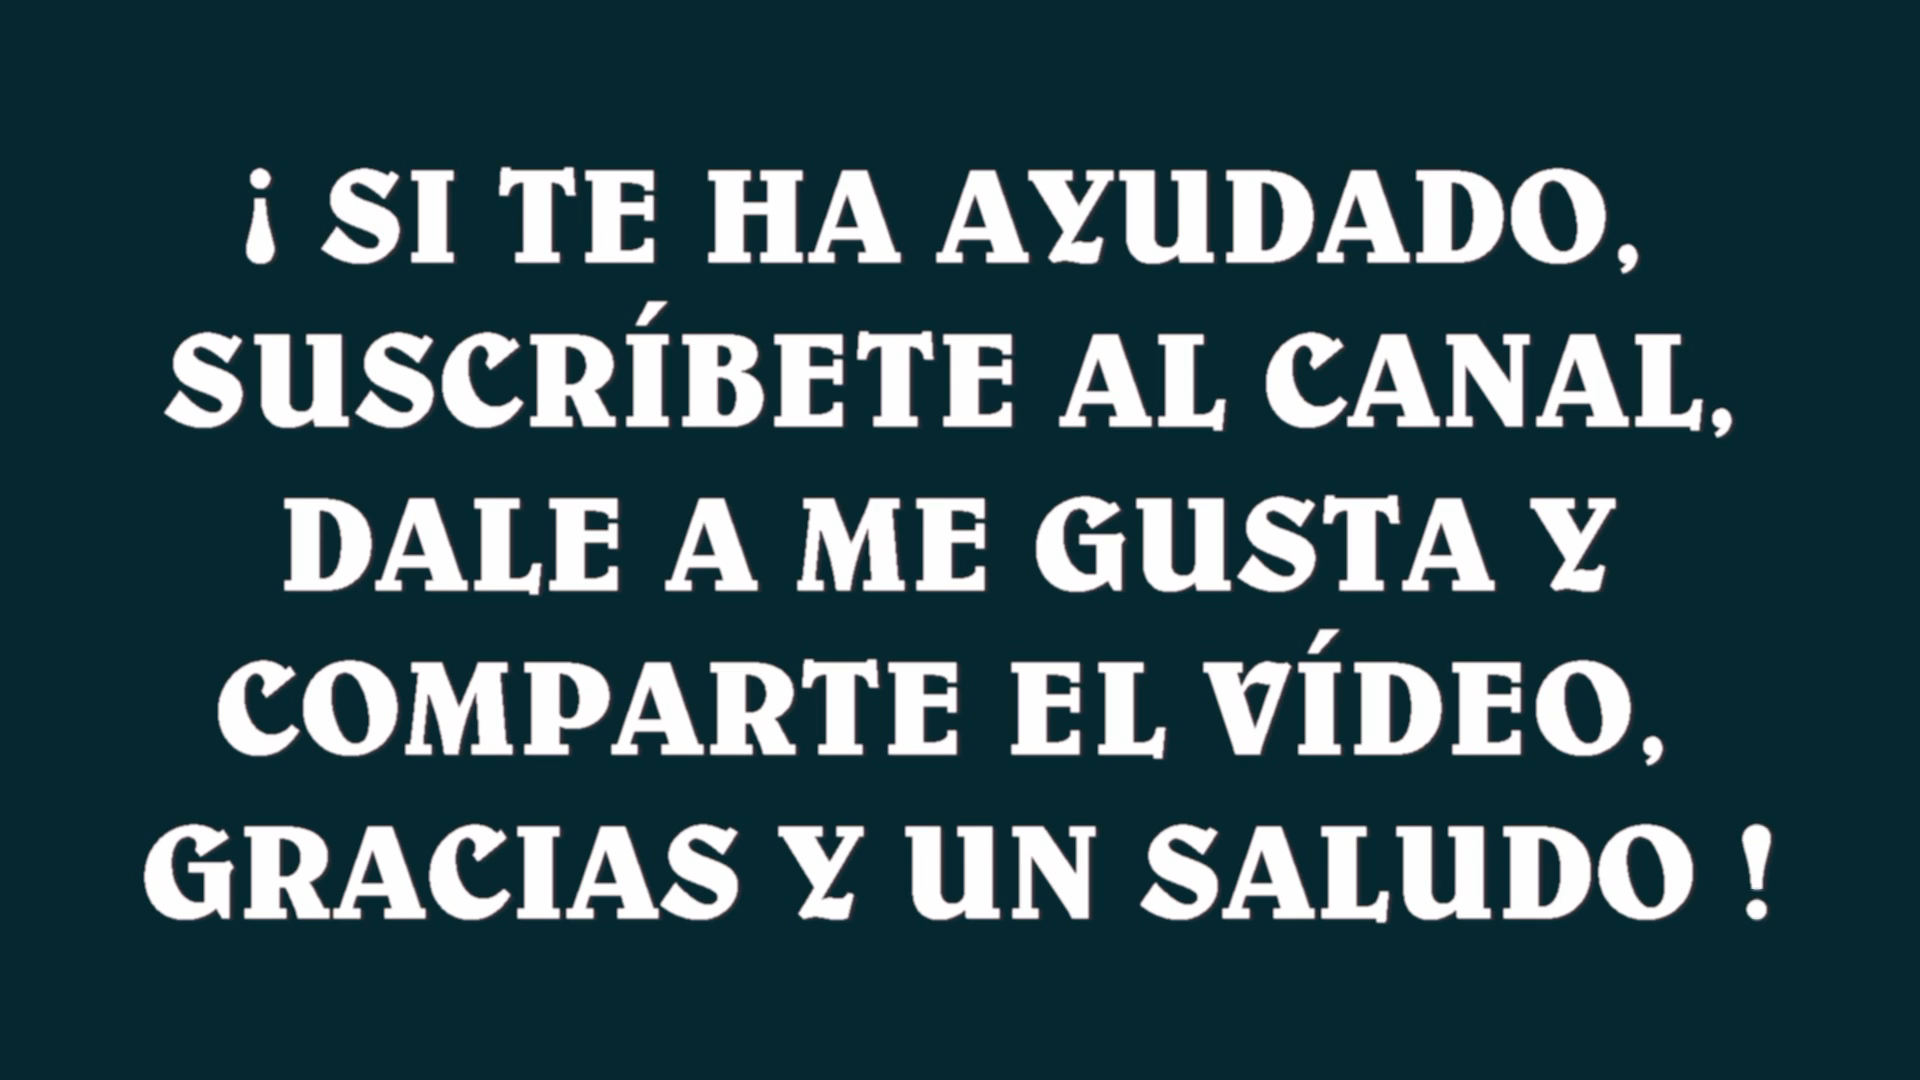 ¡ SI TE HA AYUDADO,
SUSCRÍBETE AL CANAL,
DALE A ME GUSTA Y
COMPARTE EL VÍDEO,
GRACIAS Y UN SALUDO !